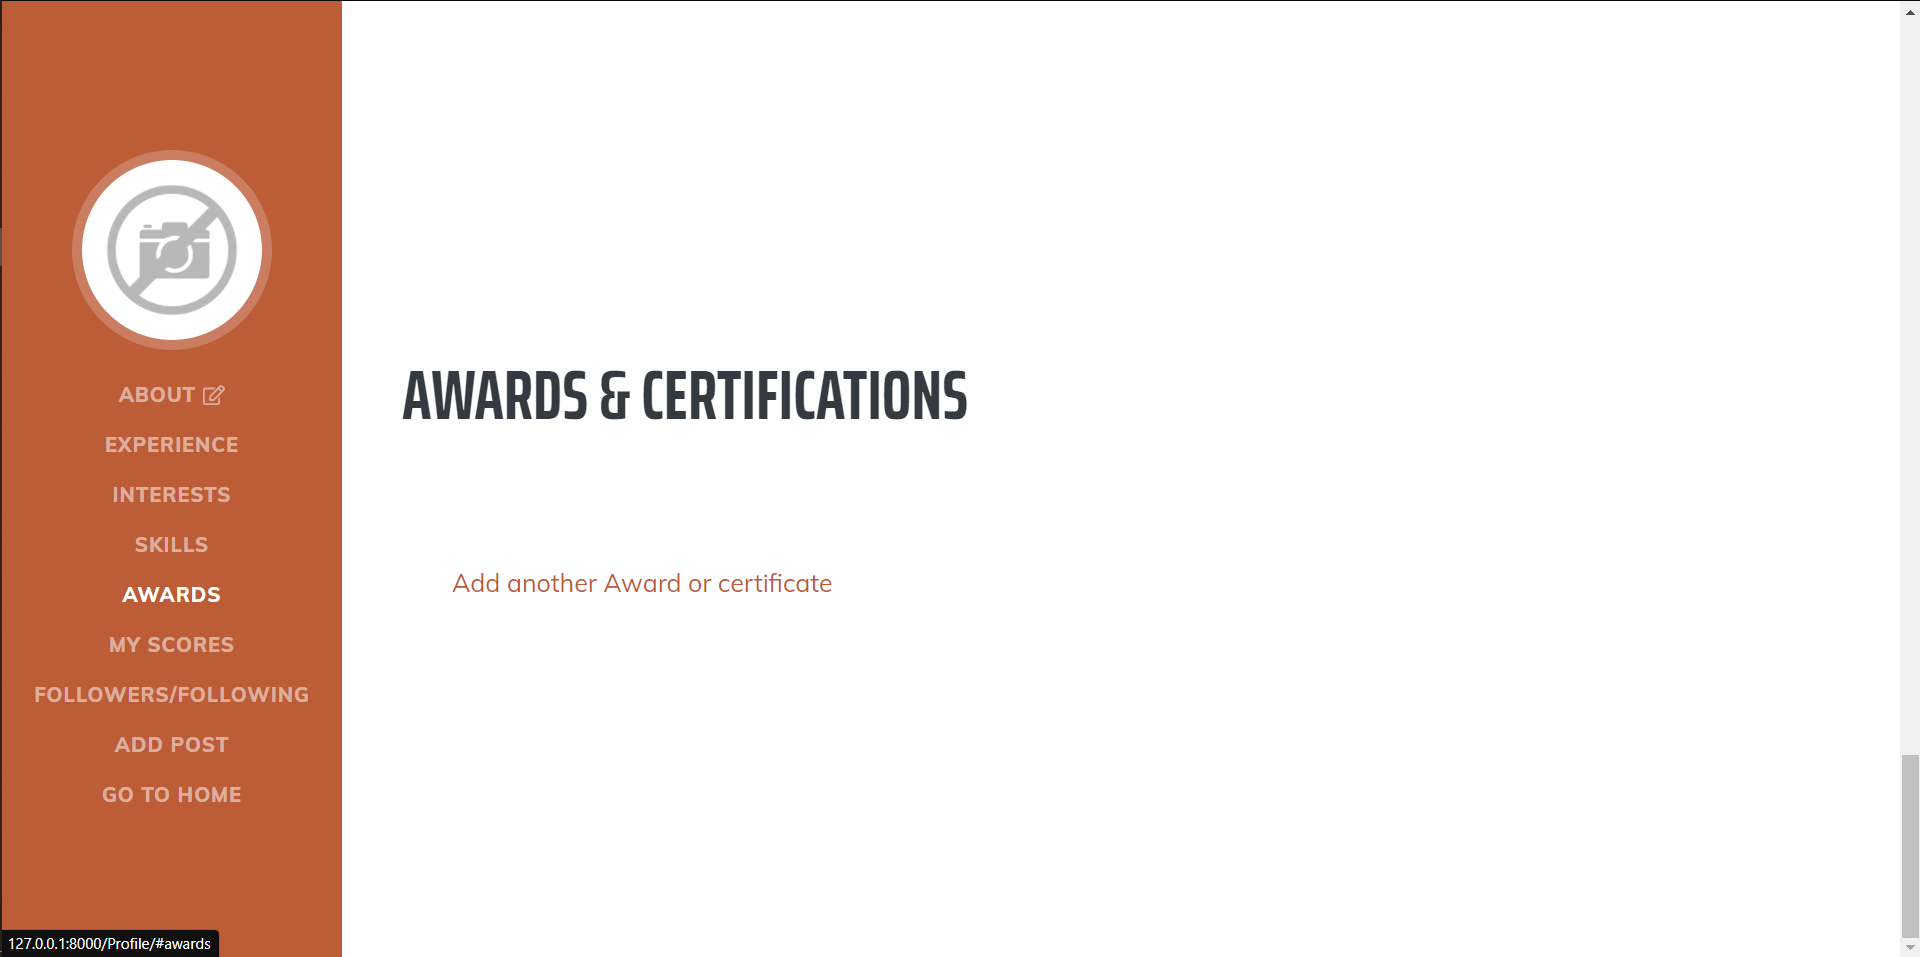 ABOUT
EXPERIENCE
INTERESTS
SKILLS
AWARDS
MY SCORES
FOLLOWERS/FOLLOWING
ADD POST
GO TO HOME
127.0.0.1:8000/Profile/#awards
AWARDS & CERTIFICATIONS
Add another Award or certificate